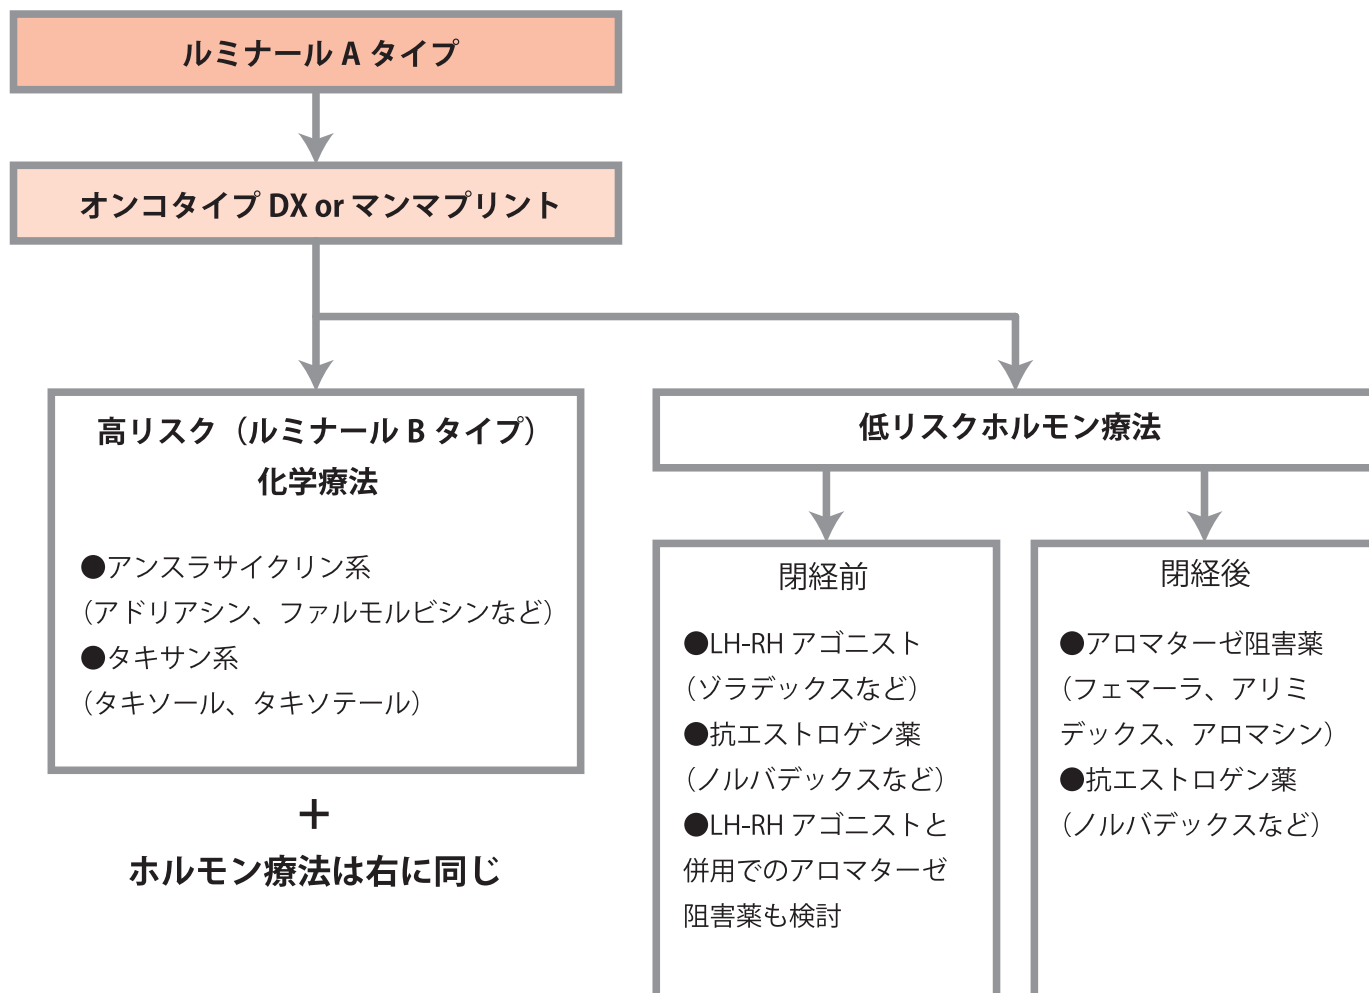 ルミナール A タイプ
オンコタイプ DX or マンマプリント
高リスク（ルミナール B タイプ）
化学療法
●アンスラサイクリン系
（アドリアシン、ファルモルビシンなど）
●タキサン系
（タキソール、タキソテール）
＋
ホルモン療法は右に同じ
低リスクホルモン療法
閉経前
●LH-RH アゴニスト
（ゾラデックスなど）
●抗エストロゲン薬
（ノルバデックスなど）
●LH-RH アゴニストと
併用でのアロマターゼ
阻害薬も検討
閉経後
●アロマターゼ阻害薬
（フェマーラ、アリミ
デックス、アロマシン）
●抗エストロゲン薬
（ノルバデックスなど）